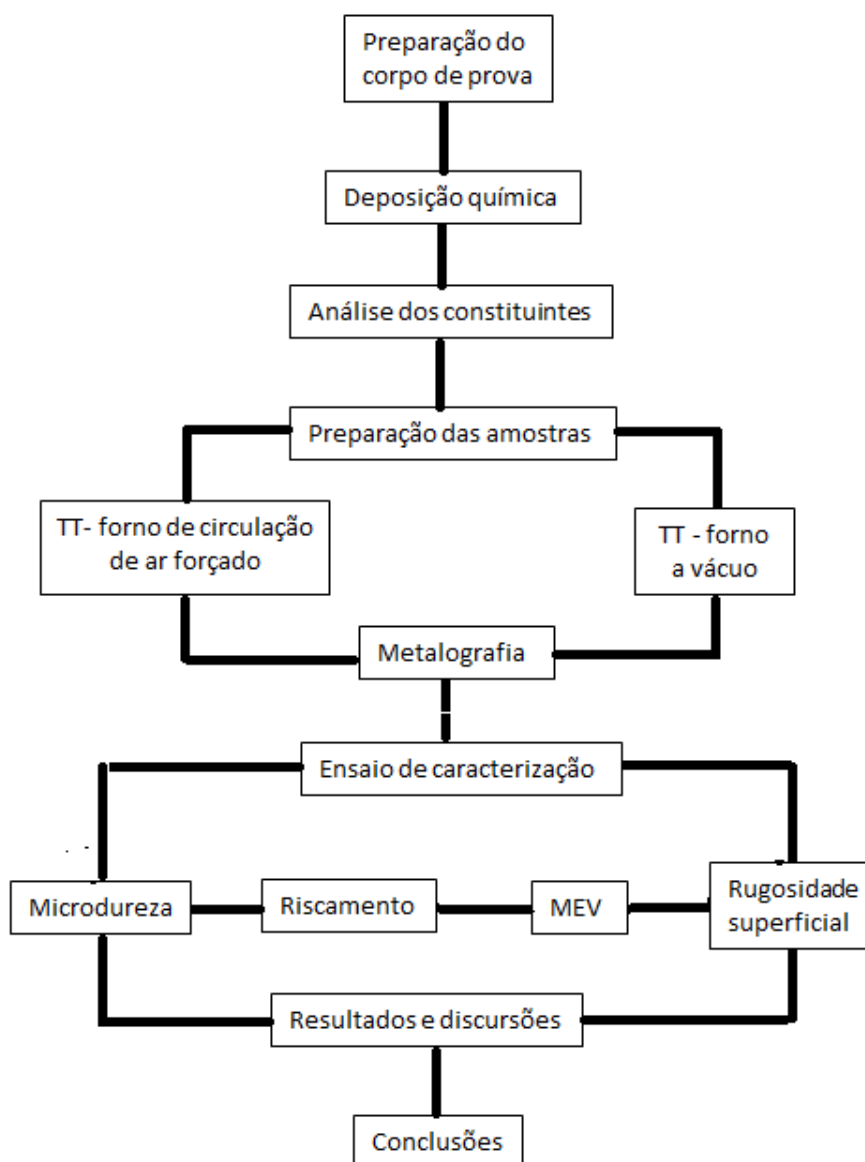 Preparação do
corpo de prova
Deposição química
Análise dos constituintes
Preparação das amostras
TT- forno de circulação
de ar forçado
TT - forno
a vácuo
Metalografia
Ensaio de caracterização
Microdureza
Riscamento
MEV
Rugosidade
superficial
Resultados e discursões
Conclusões